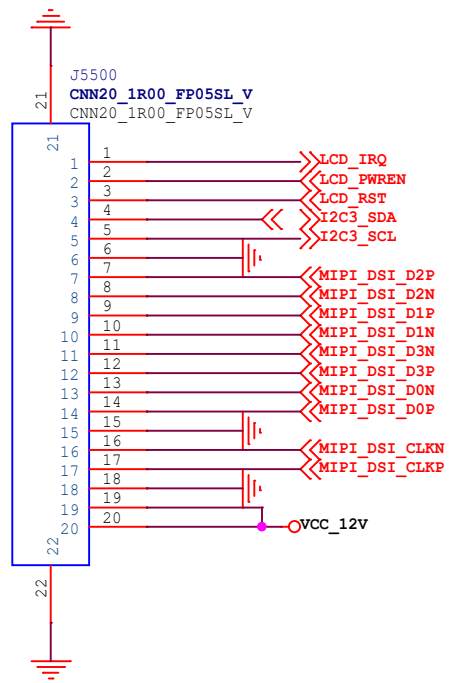 J5500
CNN20_1R00_FP05SL_V
CNN20_1R00_FP05SL_V
21
21
1 1 LCD_IRQ
2 2 LCD_PWREN
3 3 LCD_RST
4 4 I2C3_SDA
5 5 I2C3_SCL
6 6
7 7 MIPI_DSI_D2P
8 8 MIPI_DSI_D2N
9 9 MIPI_DSI_D1P
10 10 MIPI_DSI_D1N
11 11 MIPI_DSI_D3N
12 12 MIPI_DSI_D3P
13 13 MIPI_DSI_D0N
14 14 MIPI_DSI_D0P
15 15
16 16 MIPI_DSI_CLKN
17 17 MIPI_DSI_CLKP
18 18
19 19
20 20 VCC_12V
22
22